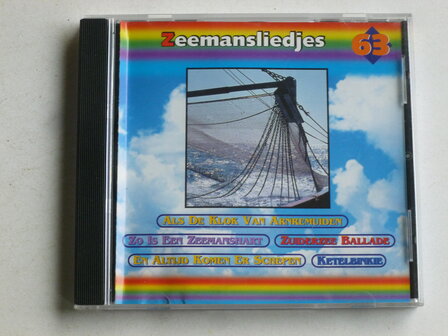 Zeemansliedjes
63
Als De Klok Van Arnemuiden
Zo Is Een Zeemanshart Zuiderzee Ballade
En Altijd Komen Er Schepen Ketelbinkie